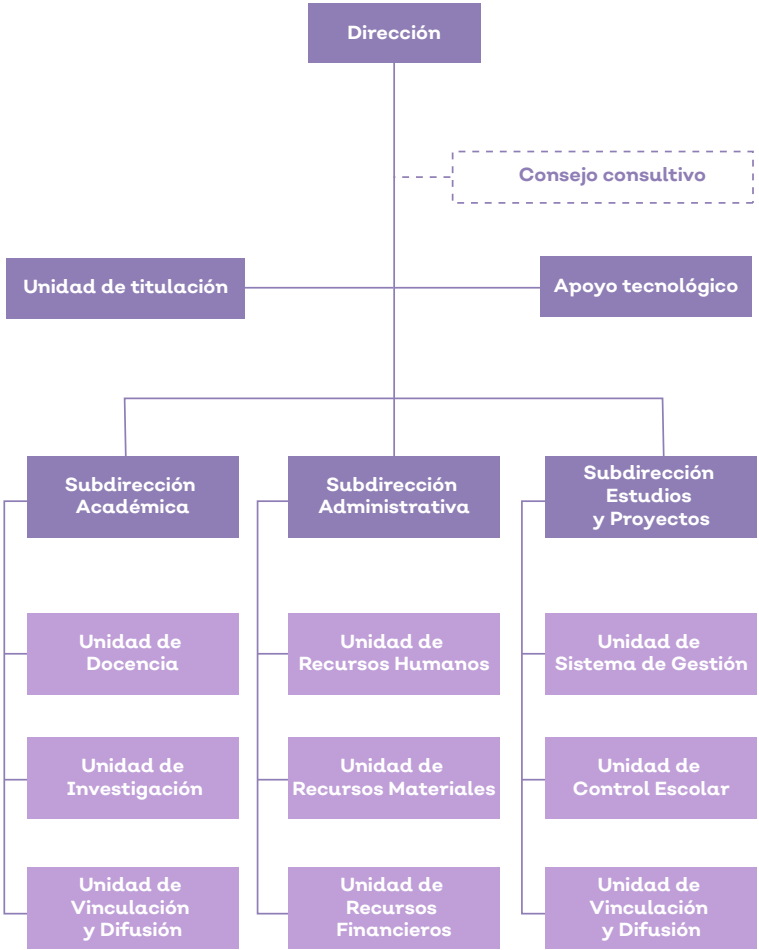 Dirección
Consejo consultivo
Unidad de titulación
Apoyo tecnológico
Subdirección
Académica
Subdirección
Administrativa
Subdirección
Estudios
y Proyectos
Unidad de
Docencia
Unidad de
Recursos Humanos
Unidad de
Sistema de Gestión
Unidad de
Investigación
Unidad de
Recursos Materiales
Unidad de
Control Escolar
Unidad de
Vinculación
y Difusión
Unidad de
Recursos
Financieros
Unidad de
Vinculación
y Difusión